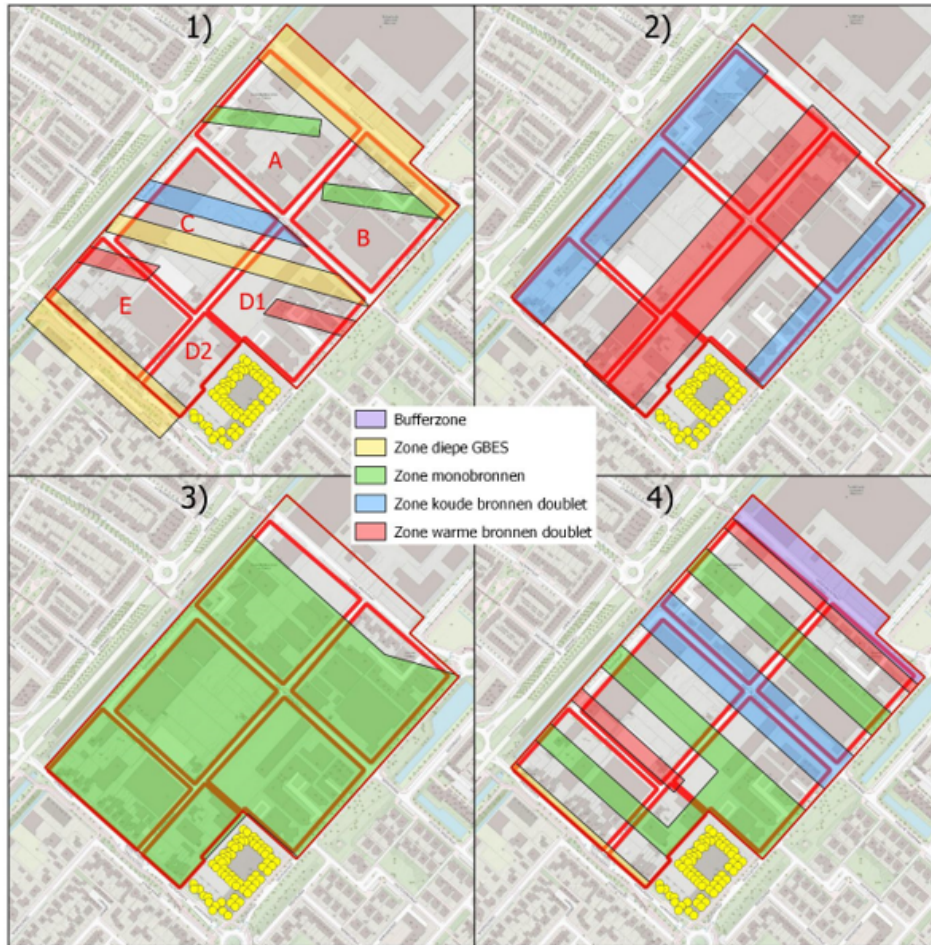 1)
2)
A
B
C
E
D1
D2
Bufferzone
Zone diepe GBES
Zone monobronnen
Zone koude bronnen doublet
Zone warme bronnen doublet
3)
4)